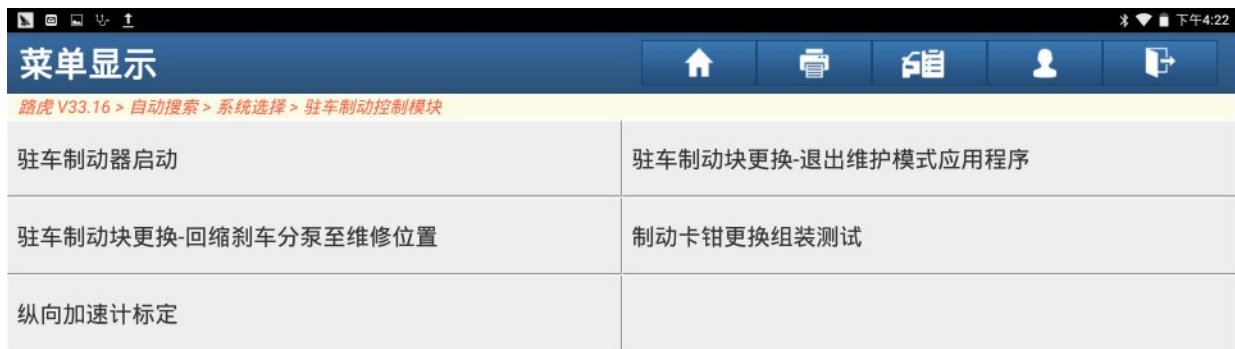 下午4:22
菜单显示
路虎 V33.16 > 自动搜索 > 系统选择 > 驻车制动控制模块
驻车制动器启动
驻车制动块更换-退出维护模式应用程序
驻车制动块更换-回缩刹车分泵至维修位置
制动卡钳更换组装测试
纵向加速计标定